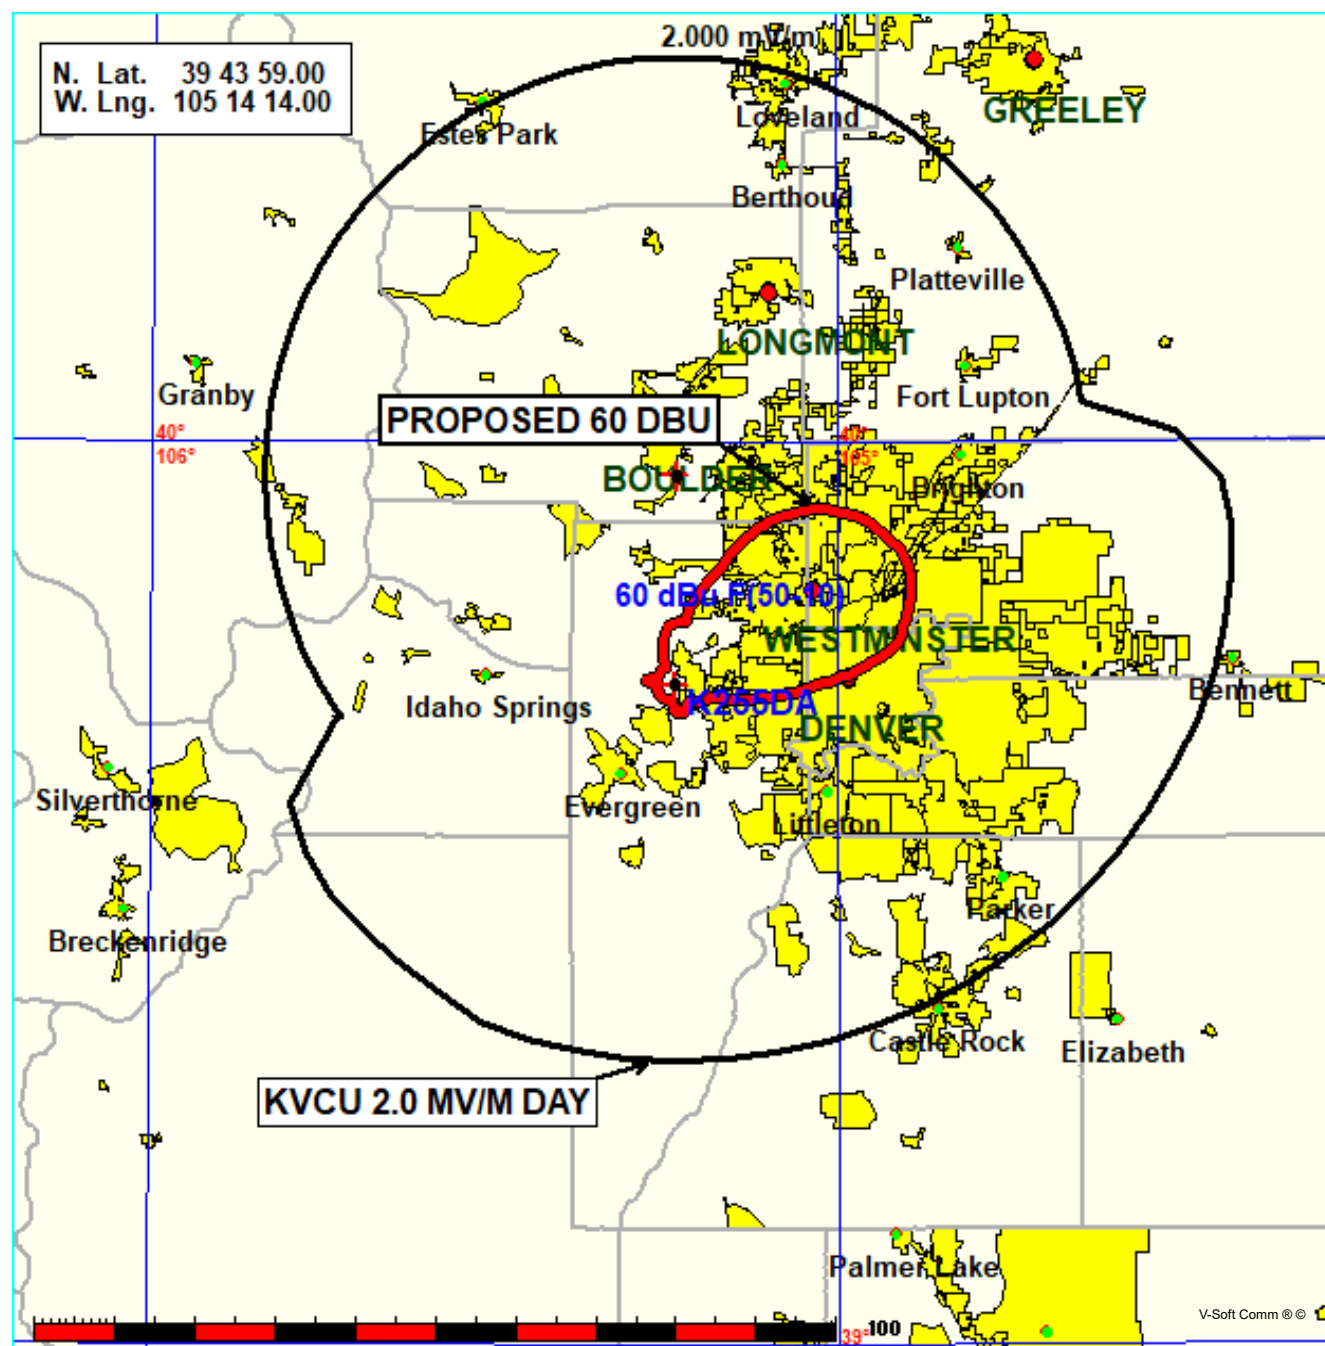 2.000 mV/m
N. Lat. 39 43 59.00
W. Lng. 105 14 14.00
GREELEY
Loveland
Estes Park
Berthoud
Platteville
LONGMONT
Granby
Fort Lupton
PROPOSED 60 DBU
40°
106°
40°
105°
BOULDER
Brighton
60 dBu F(50-10)
WESTMINSTER
Bennett
Idaho Springs
K255DA
DENVER
Silverthorne
Evergreen
Littleton
Parker
Breckenridge
Castle Rock
Elizabeth
KVCU 2.0 MV/M DAY
Palmer Lake
V-Soft Comm ® ©
39°
100